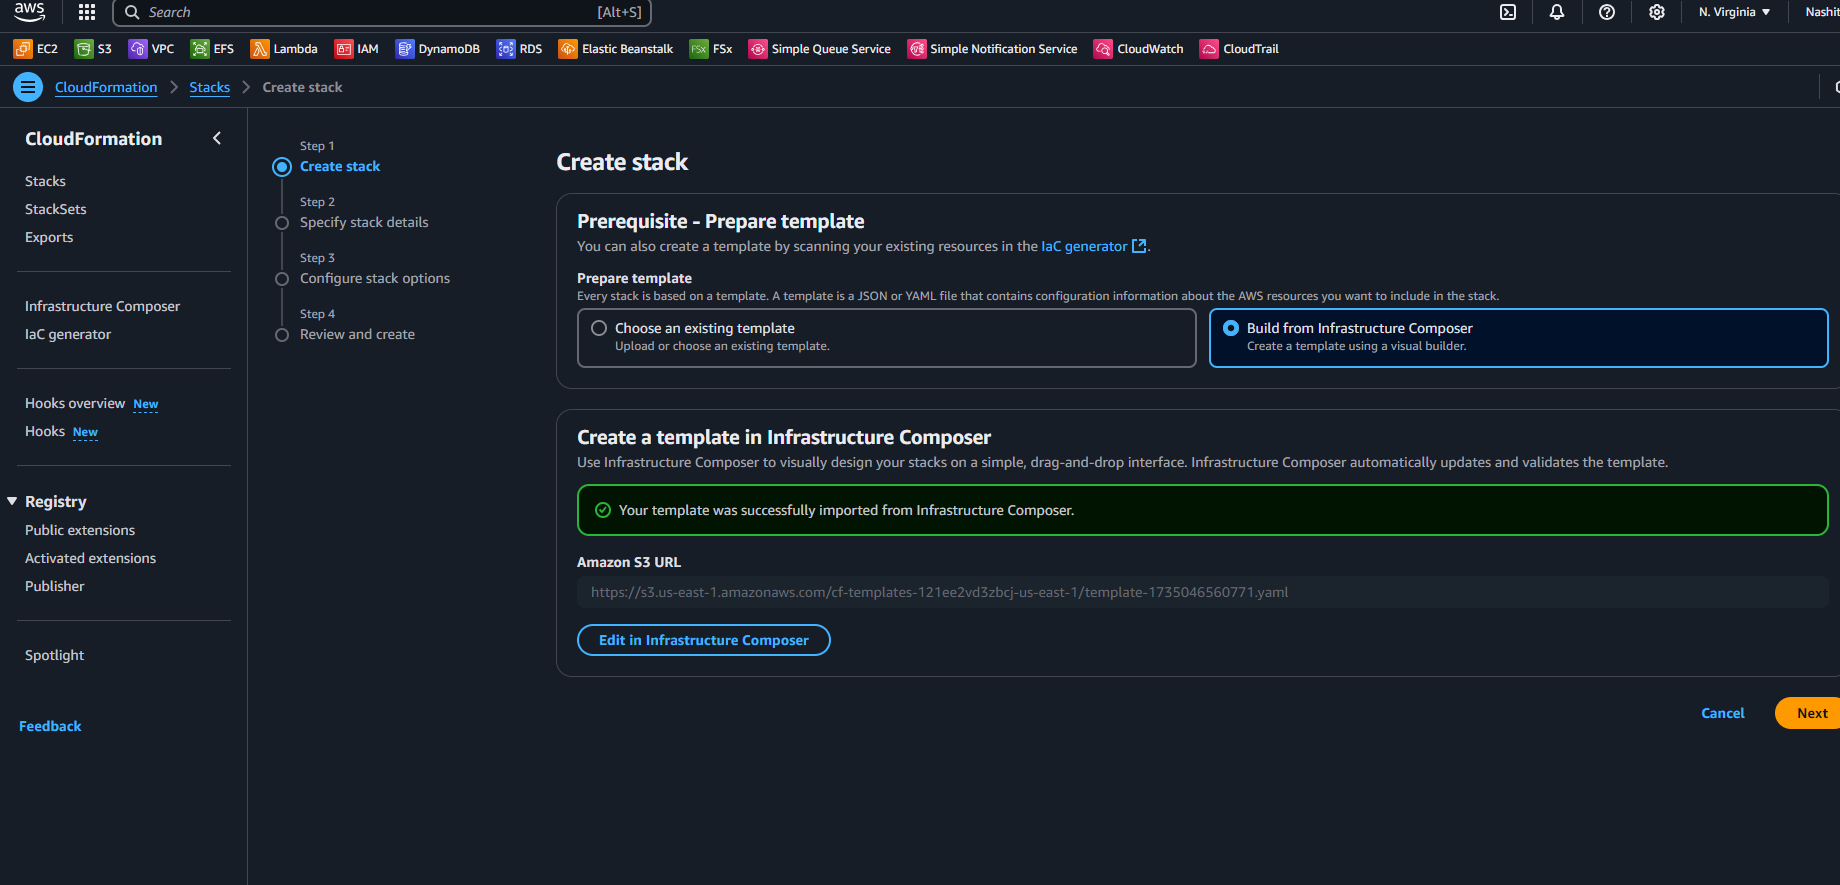 aws
Search
[Alt+S]
N. Virginia
EC2
S3
VPC
EFS
Lambda
IAM
DynamoDB
RDS
Elastic Beanstalk
FSx
FSx
Simple Queue Service
Simple Notification Service
CloudWatch
CloudTrail
CloudFormation
Stacks
Create stack
CloudFormation
Stacks
StackSets
Exports
Infrastructure Composer
IaC generator
Hooks overview New
Hooks New
Registry
Public extensions
Activated extensions
Publisher
Spotlight
Feedback
Step 1
Create stack
Step 2
Specify stack details
Step 3
Configure stack options
Step 4
Review and create
Create stack
Prerequisite - Prepare template
You can also create a template by scanning your existing resources in the IaC generator.
Prepare template
Every stack is based on a template. A template is a JSON or YAML file that contains configuration information about the AWS resources you want to include in the stack.
Choose an existing template
Upload or choose an existing template.
Build from Infrastructure Composer
Create a template using a visual builder.
Create a template in Infrastructure Composer
Use Infrastructure Composer to visually design your stacks on a simple, drag-and-drop interface. Infrastructure Composer automatically updates and validates the template.
Your template was successfully imported from Infrastructure Composer.
Amazon S3 URL
https://s3.us-east-1.amazonaws.com/cf-templates-121ee2vd3zbcj-us-east-1/template-1735046560771.yaml
Edit in Infrastructure Composer
Cancel
Next